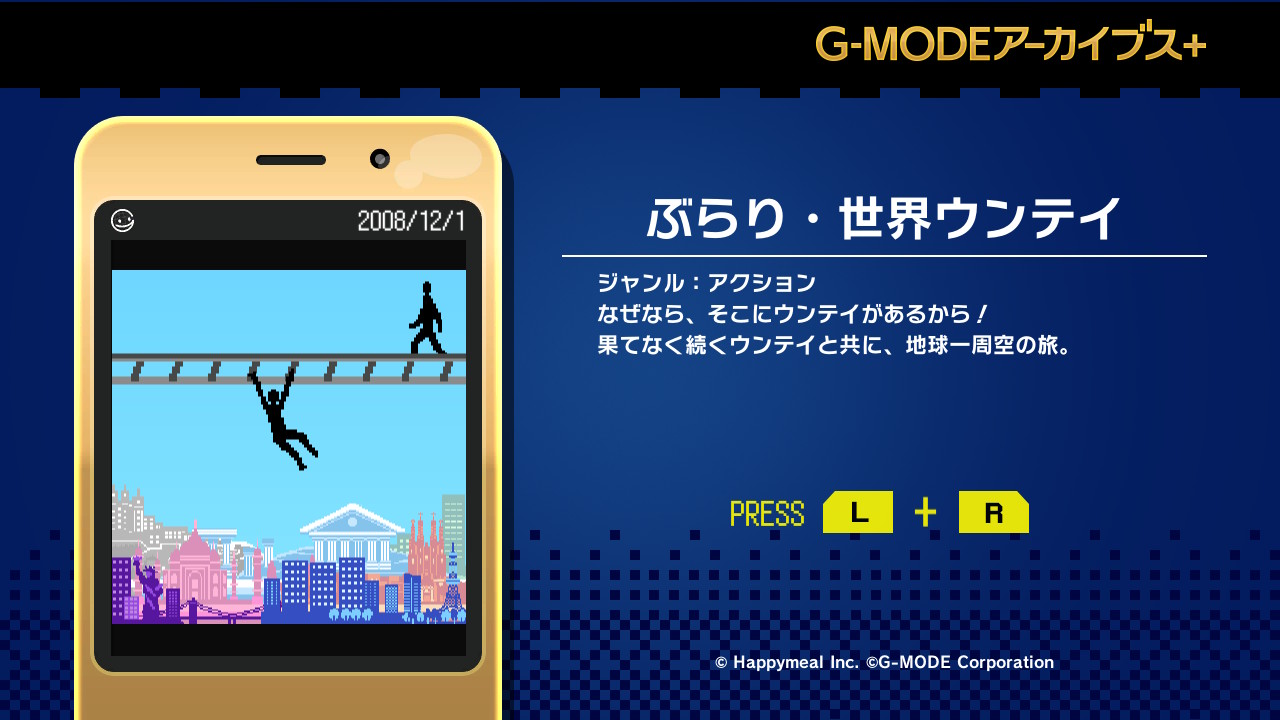 G-MODEアーカイブス+
2008/12/1
ぶらり・世界ウンテイ
ジャンル：アクション
なぜなら、そこにウンテイがあるから！
果てなく続くウンテイと共に、地球一周空の旅。
PRESS L + R
© Happymeal Inc. ©G-MODE Corporation